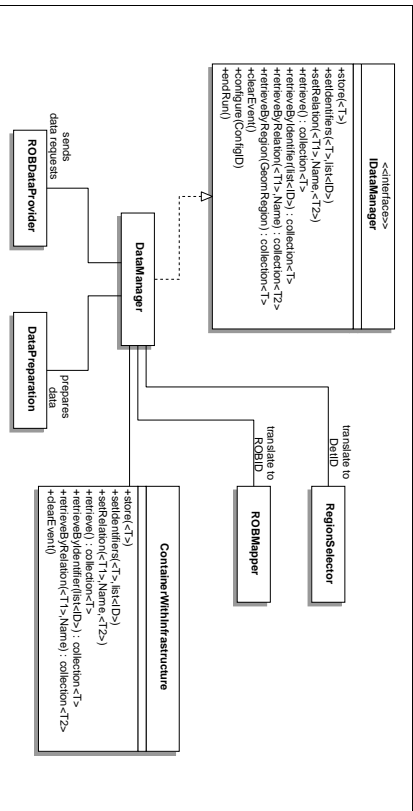 <<interface>>
IDataManager
+store(<T>)
+setIdentifiers(<T>,list<ID>)
+setRelation(<T1>,Name,<T2>)
+retrieve() : collection<T>
+retrieveByIdentifier(list<ID>) : collection<T>
+retrieveByRelation(<T1>,Name) : collection<T2>
+retrieveByRegion(GeomRegion) : collection<T>
+clearEvent()
+configure(ConfigID)
+endRun()
translate to
DetID
RegionSelector
translate to
ROBID
ROBMapper
DataManager
sends
data requests
ROBDataProvider
prepares
data
DataPreparation
ContainerWithInfrastructure
+store(<T>)
+setIdentifiers(<T>,list<ID>)
+setRelation(<T1>,Name,<T2>)
+retrieve() : collection<T>
+retrieveByIdentifier(list<ID>) : collection<T>
+retrieveByRelation(<T1>,Name) : collection<T2>
+clearEvent()